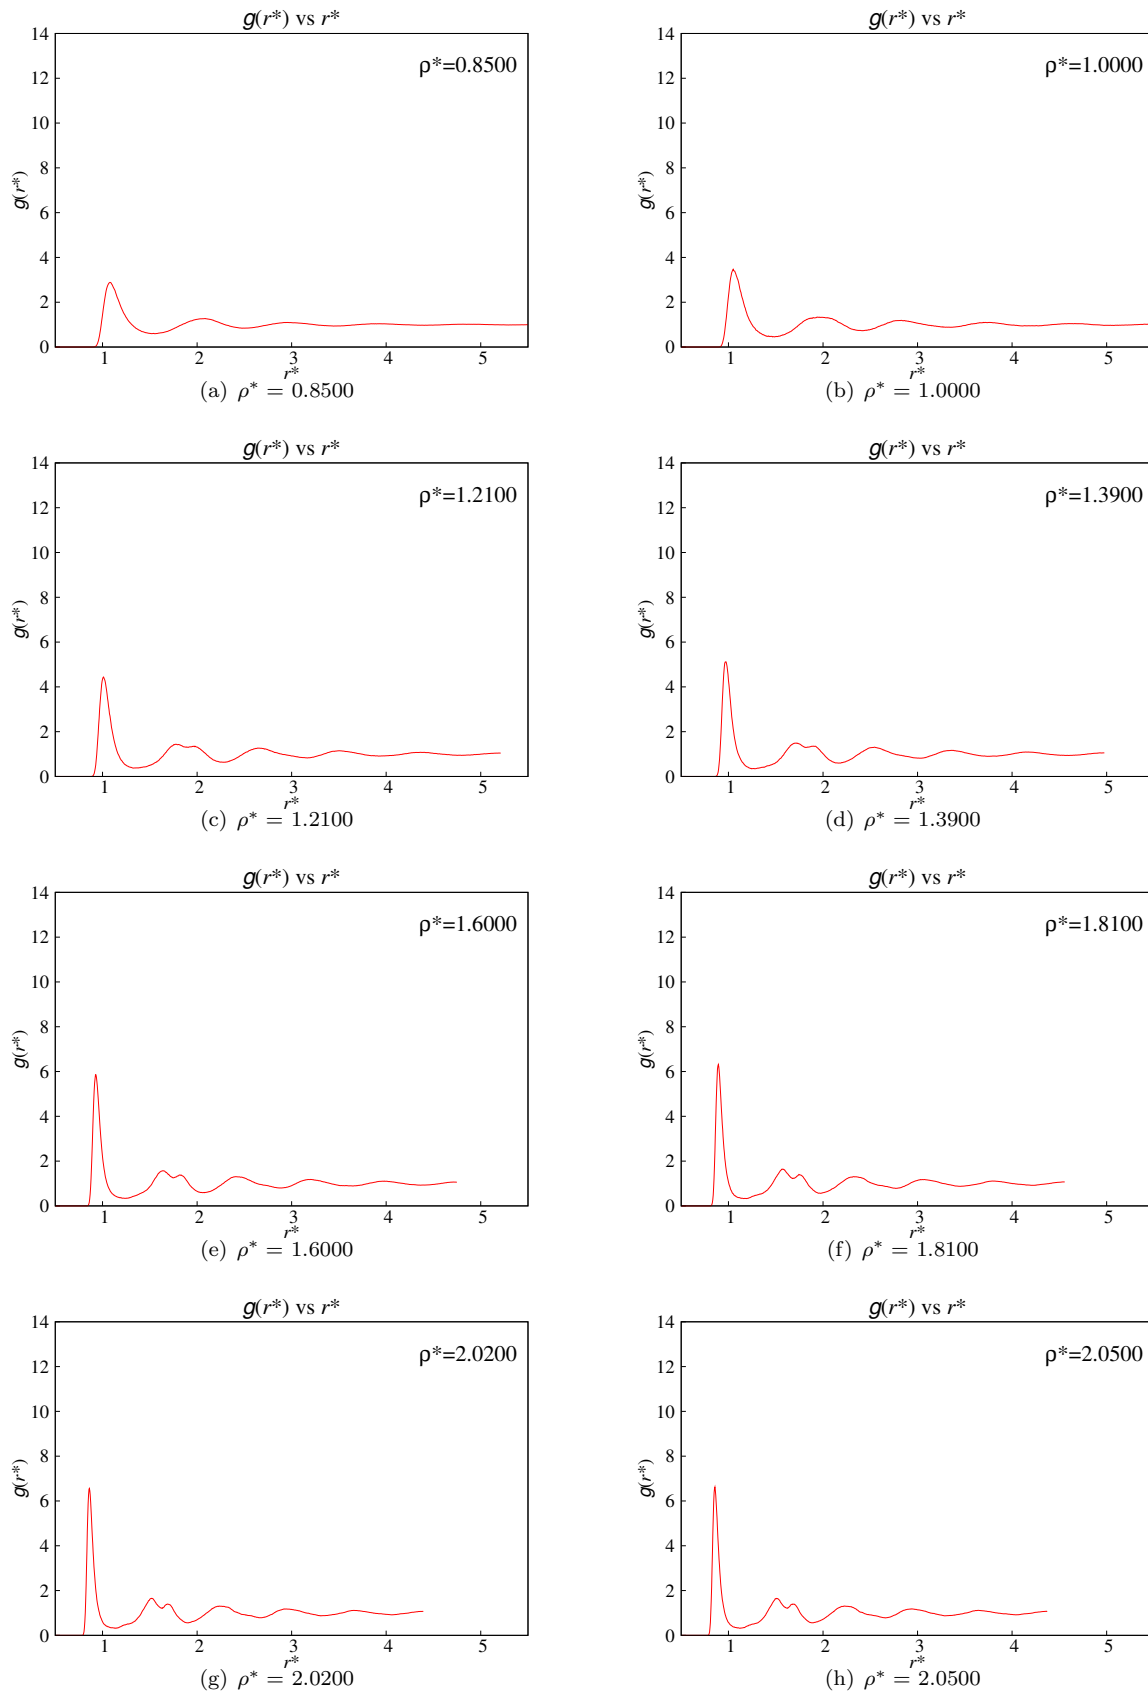 g(r*) vs r*
ρ*=0.8500
14
12
10
8
6
4
2
0
g(r*)
1 2 3 4 5
r*
(a) ρ* = 0.8500
g(r*) vs r*
ρ*=1.0000
14
12
10
8
6
4
2
0
g(r*)
1 2 3 4 5
r*
(b) ρ* = 1.0000
g(r*) vs r*
ρ*=1.2100
14
12
10
8
6
4
2
0
g(r*)
1 2 3 4 5
r*
(c) ρ* = 1.2100
g(r*) vs r*
ρ*=1.3900
14
12
10
8
6
4
2
0
g(r*)
1 2 3 4 5
r*
(d) ρ* = 1.3900
g(r*) vs r*
ρ*=1.6000
14
12
10
8
6
4
2
0
g(r*)
1 2 3 4 5
r*
(e) ρ* = 1.6000
g(r*) vs r*
ρ*=1.8100
14
12
10
8
6
4
2
0
g(r*)
1 2 3 4 5
r*
(f) ρ* = 1.8100
g(r*) vs r*
ρ*=2.0200
14
12
10
8
6
4
2
0
g(r*)
1 2 3 4 5
r*
(g) ρ* = 2.0200
g(r*) vs r*
ρ*=2.0500
14
12
10
8
6
4
2
0
g(r*)
1 2 3 4 5
r*
(h) ρ* = 2.0500